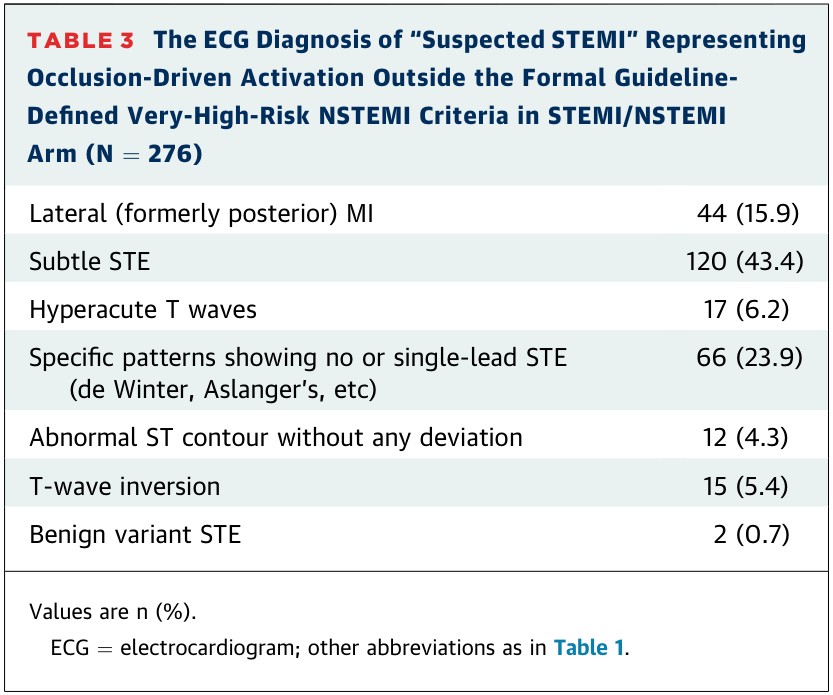 TABLE 3 The ECG Diagnosis of “Suspected STEMI” Representing
Occlusion-Driven Activation Outside the Formal Guideline-
Defined Very-High-Risk NSTEMI Criteria in STEMI/NSTEMI
Arm (N = 276)
Lateral (formerly posterior) MI 44 (15.9)
Subtle STE 120 (43.4)
Hyperacute T waves 17 (6.2)
Specific patterns showing no or single-lead STE 66 (23.9)
(de Winter, Aslanger’s, etc)
Abnormal ST contour without any deviation 12 (4.3)
T-wave inversion 15 (5.4)
Benign variant STE 2 (0.7)
Values are n (%).
ECG = electrocardiogram; other abbreviations as in Table 1.